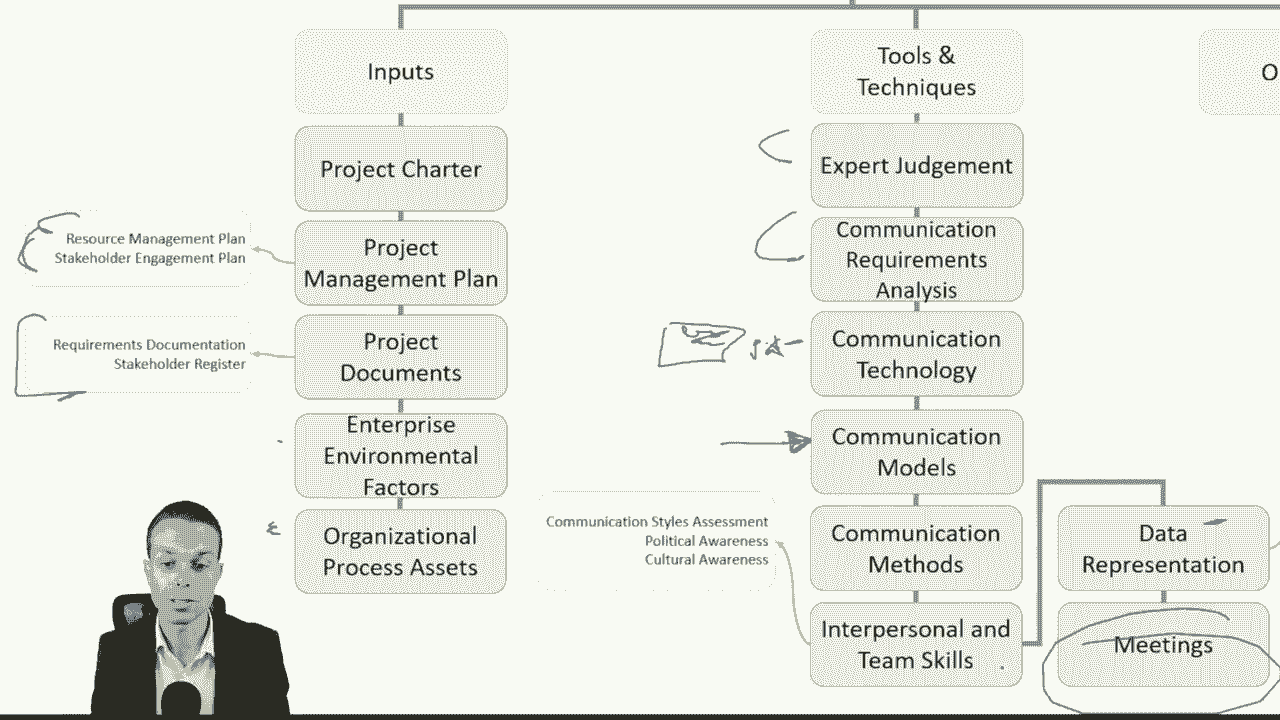 Inputs
Project Charter
Project
Management Plan
Resource Management Plan
Stakeholder Engagement Plan
Project
Documents
Requirements Documentation
Stakeholder Register
Enterprise
Environmental
Factors
Organizational
Process Assets
Tools &
Techniques
Expert Judgement
Communication
Requirements
Analysis
Communication
Technology
Communication
Models
Communication
Methods
Interpersonal and
Team Skills
Communication Styles Assessment
Political Awareness
Cultural Awareness
Data
Representation
Meetings
O